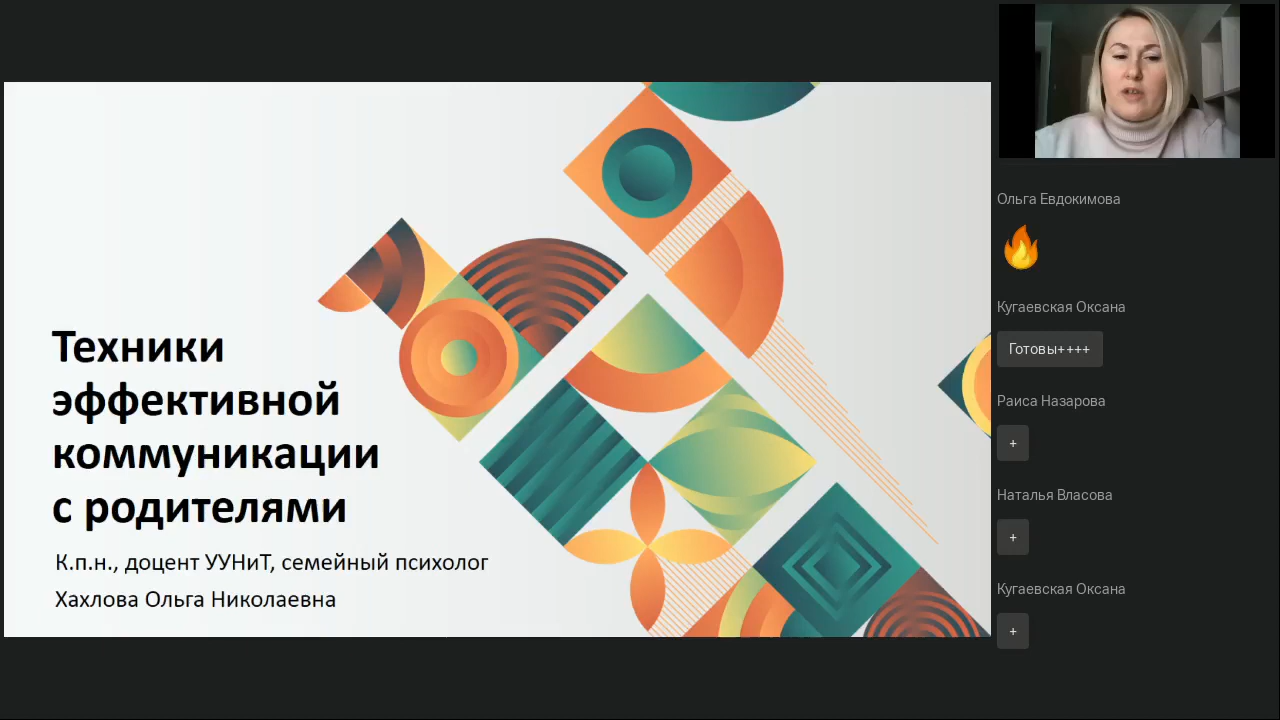 Техники
эффективной
коммуникации
с родителями
К.п.н., доцент УУНиТ, семейный психолог
Хахлова Ольга Николаевна
Ольга Евдокимова
Кугаевская Оксана
Готовы++++
Раиса Назарова
+
Наталья Власова
+
Кугаевская Оксана
+